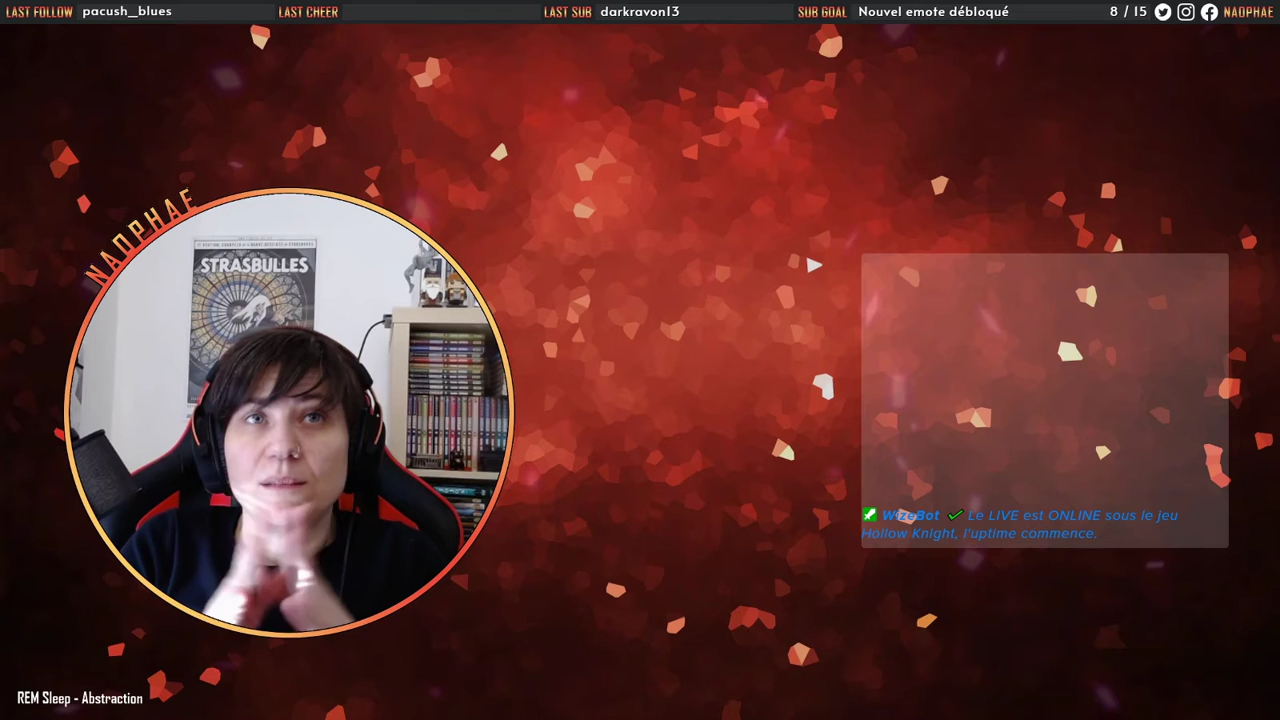 LAST FOLLOW pacush_blues LAST CHEER LAST SUB darkravon13 SUB GOAL Nouvel emote débloqué 8 / 15 NAOPHAE
NAOPHAE
STRASBULLES
WizeBot Le LIVE est ONLINE sous le jeu
Hollow Knight, l'uptime commence.
REM Sleep - Abstraction